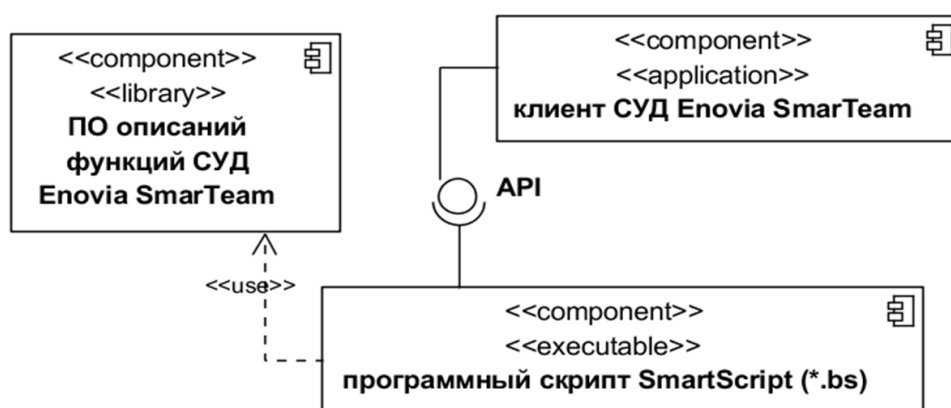 <<component>>
<<library>>
ПО описаний
функций СУД
Enovia SmarTeam
<<component>>
<<application>>
клиент СУД Enovia SmarTeam
API
<<use>>
<<component>>
<<executable>>
программный скрипт SmartScript (*.bs)